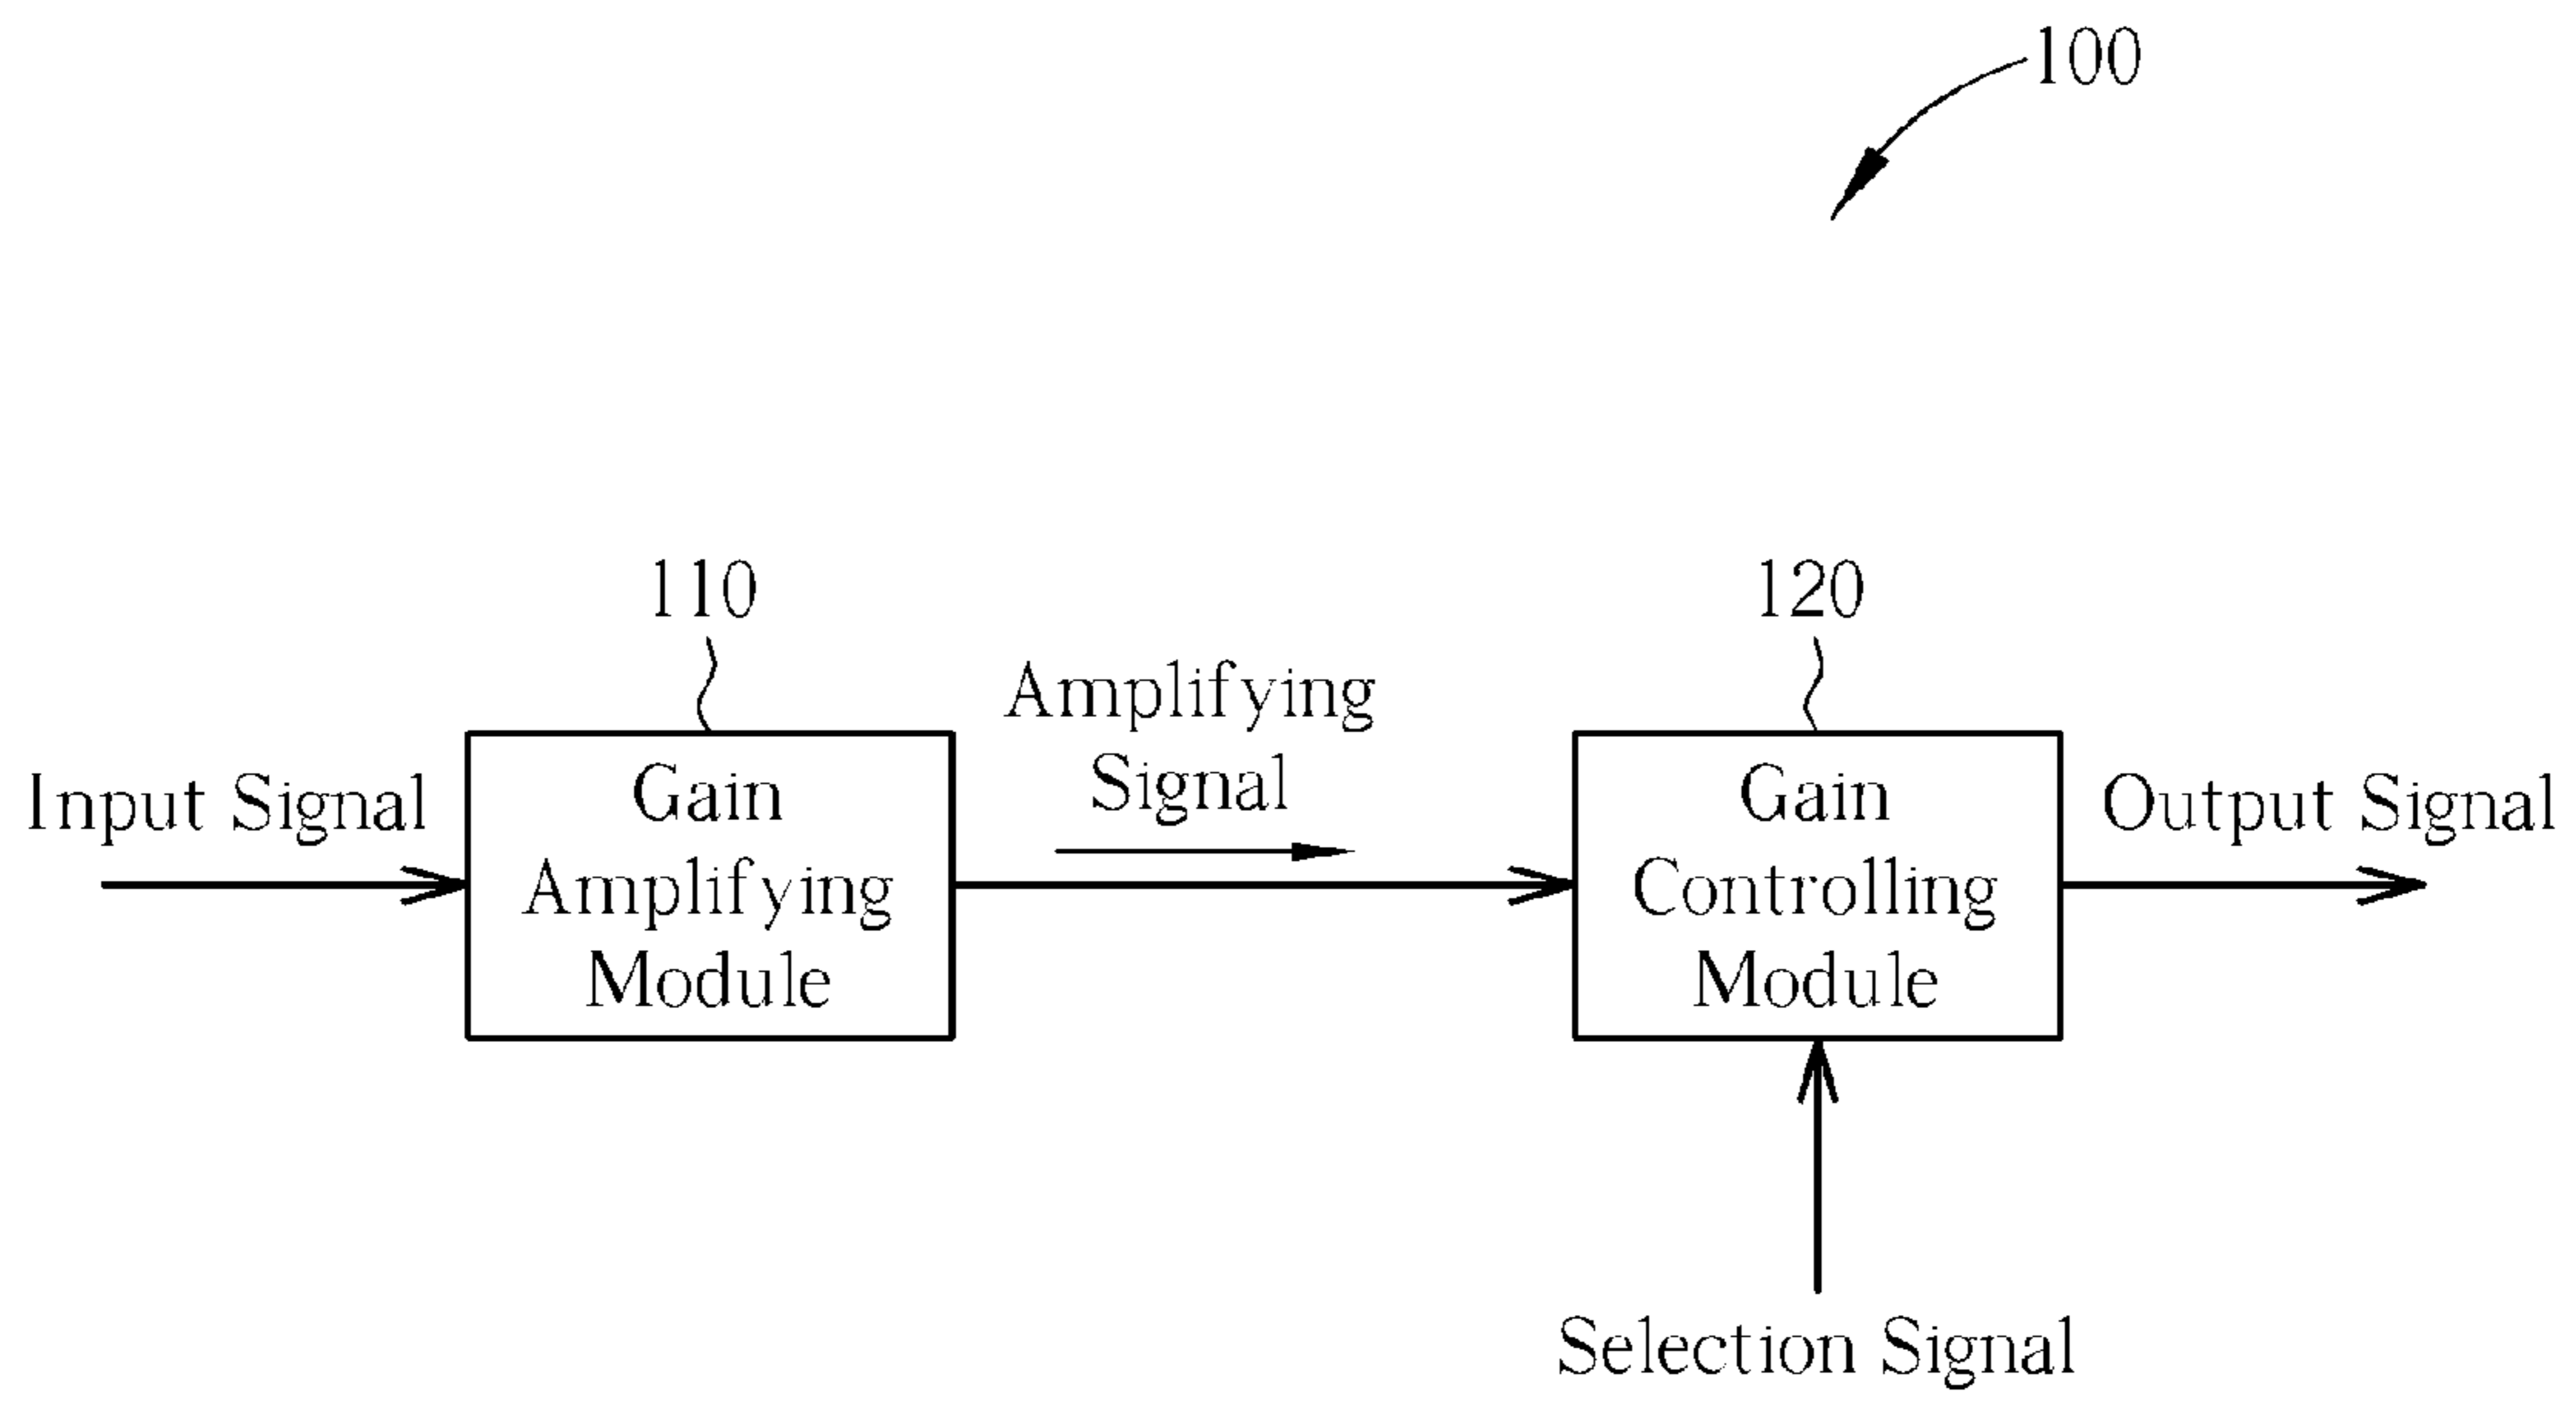 100
110
120
Input Signal
Gain
Amplifying
Module
Amplifying
Signal
Gain
Controlling
Module
Output Signal
Selection Signal